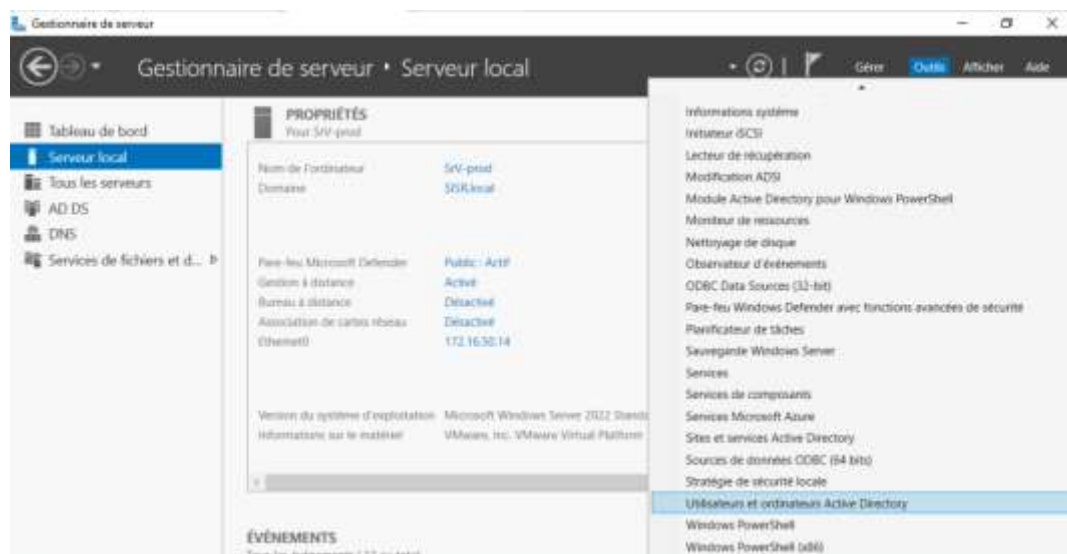 Gestionnaire de serveur
Gestionnaire de serveur • Serveur local
Gérer Outils Afficher Aide
Tableau de bord
Serveur local
Tous les serveurs
AD DS
DNS
Services de fichiers et d...
PROPRIÉTÉS
Pour SrV-prod
Nom de l'ordinateur SrV-prod
Domaine SISR.local
Pare-feu Microsoft Defender Public : Actif
Gestion à distance Activé
Bureau à distance Désactivé
Association de cartes réseau Désactivé
Ethernet0 172.16.50.14
Version du système d'exploitation Microsoft Windows Server 2022 Standa
Informations sur le matériel VMware, Inc. VMware Virtual Platform
ÉVÉNEMENTS
Informations système
Initiateur iSCSI
Lecteur de récupération
Modification ADSI
Module Active Directory pour Windows PowerShell
Moniteur de ressources
Nettoyage de disque
Observateur d'événements
ODBC Data Sources (32-bit)
Pare-feu Windows Defender avec fonctions avancées de sécurité
Planificateur de tâches
Sauvegarde Windows Server
Services
Services de composants
Services Microsoft Azure
Sites et services Active Directory
Sources de données ODBC (64 bits)
Stratégie de sécurité locale
Utilisateurs et ordinateurs Active Directory
Windows PowerShell
Windows PowerShell (x86)